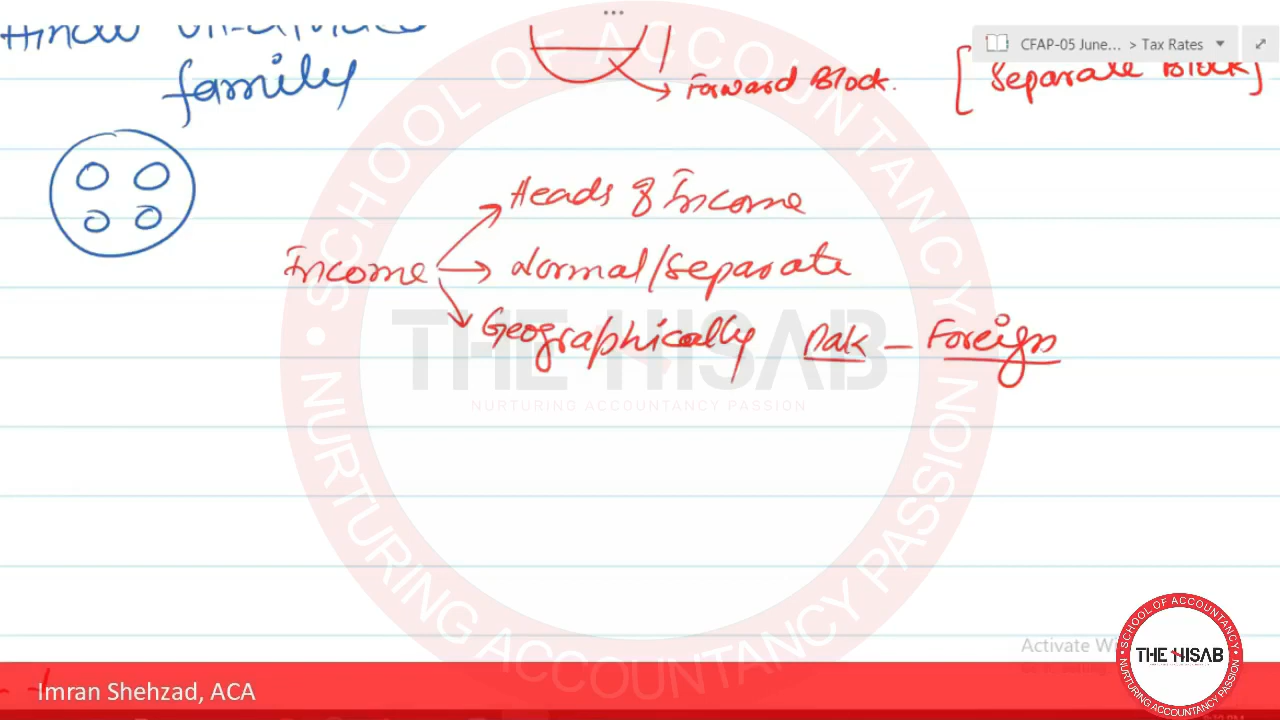 CFAP-05 June... > Tax Rates
family
Forward Block.
[Separate Block]
Heads of Income
Income
Normal/Separate
Geographically Pak - Foreign
THE HISAB
NURTURING ACCOUNTANCY PASSION
SCHOOL OF ACCOUNTANCY
NURTURING ACCOUNTANCY PASSION
Activate Wi
SCHOOL OF ACCOUNTANCY
THE HISAB
NURTURING ACCOUNTANCY PASSION
Imran Shehzad, ACA